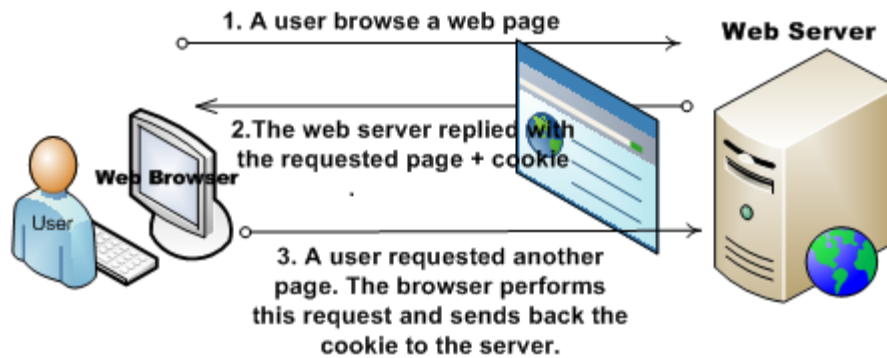 1. A user browse a web page
Web Server
2.The web server replied with
the requested page + cookie
.
Web Browser
User
3. A user requested another
page. The browser performs
this request and sends back the
cookie to the server.